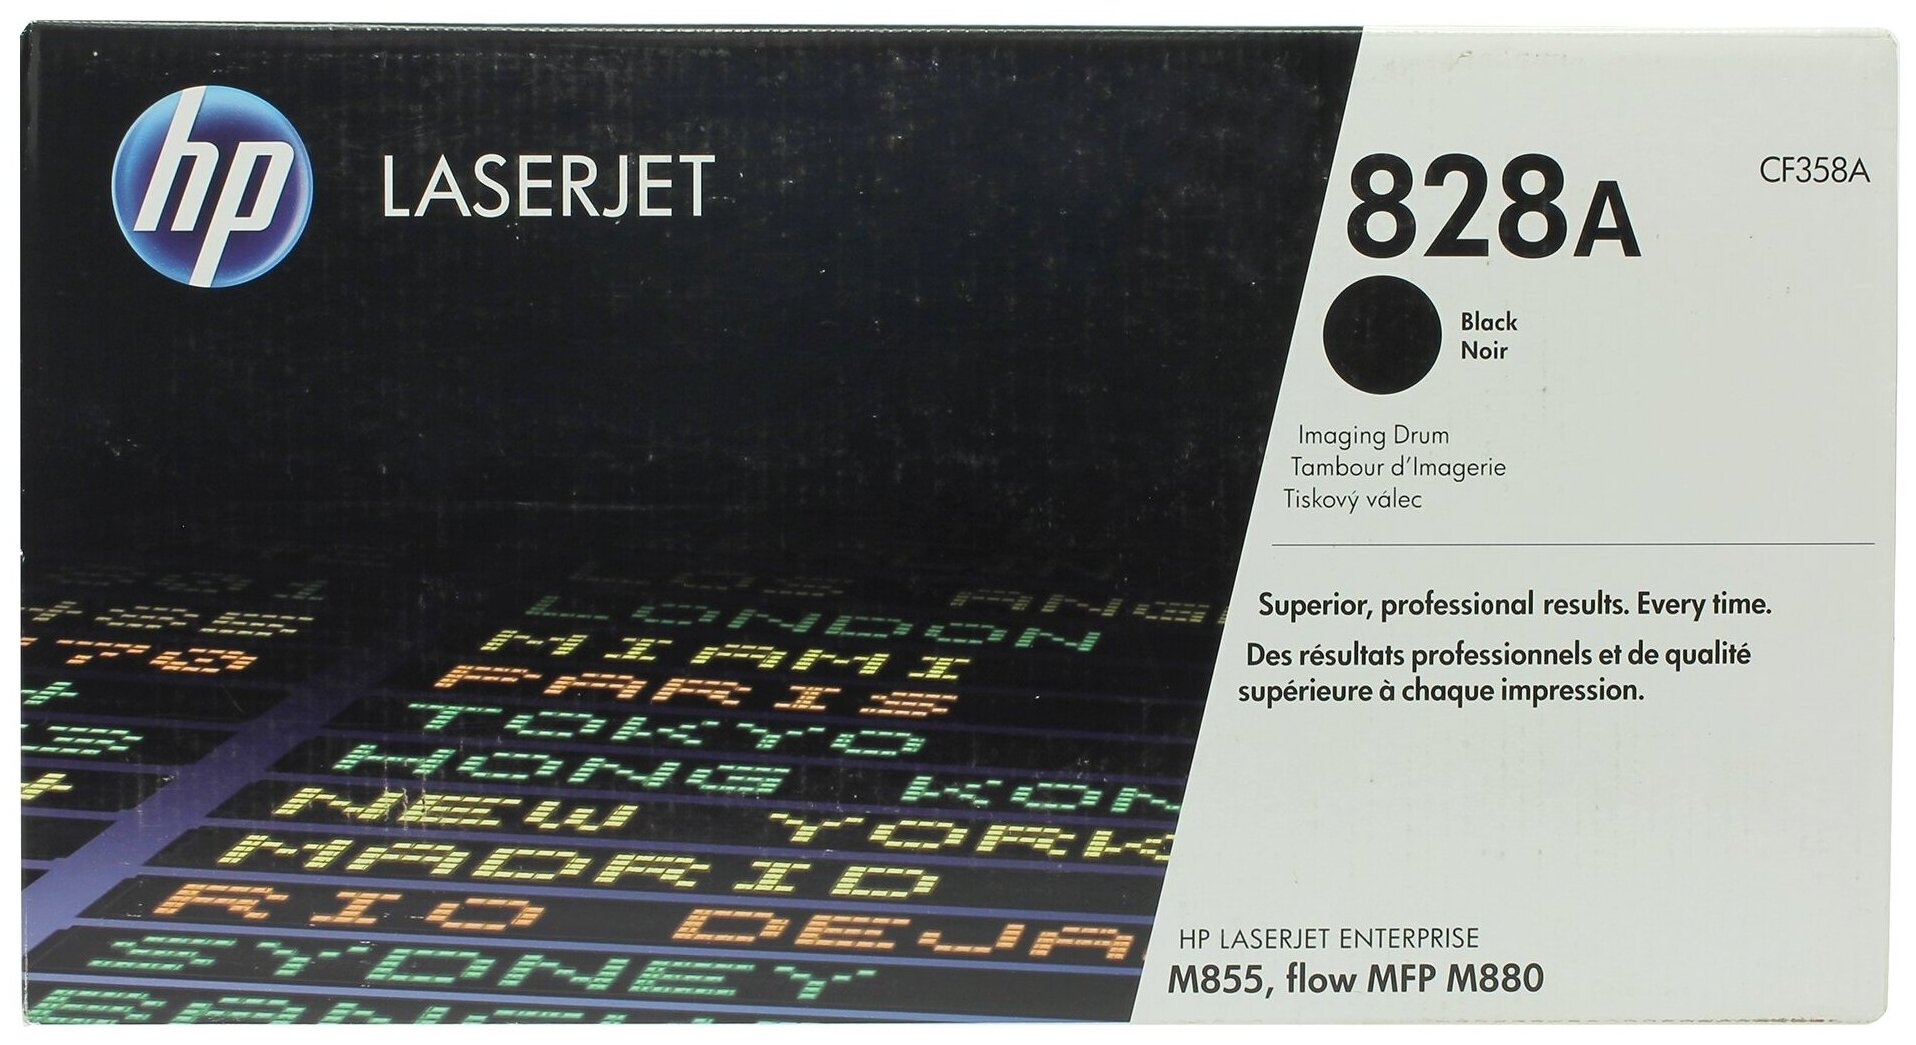 hp
LASERJET
828A
CF358A
Black
Noir
Imaging Drum
Tambour d'Imagerie
Tiskový válec
Superior, professional results. Every time.
Des résultats professionnels et de qualité
supérieure à chaque impression.
HP LASERJET ENTERPRISE
M855, flow MFP M880
LONDON
MIAMI
PARIS
TOKYO
HONG KON
NEW YORK
MADRID
RIO DEJA
SYDNEY